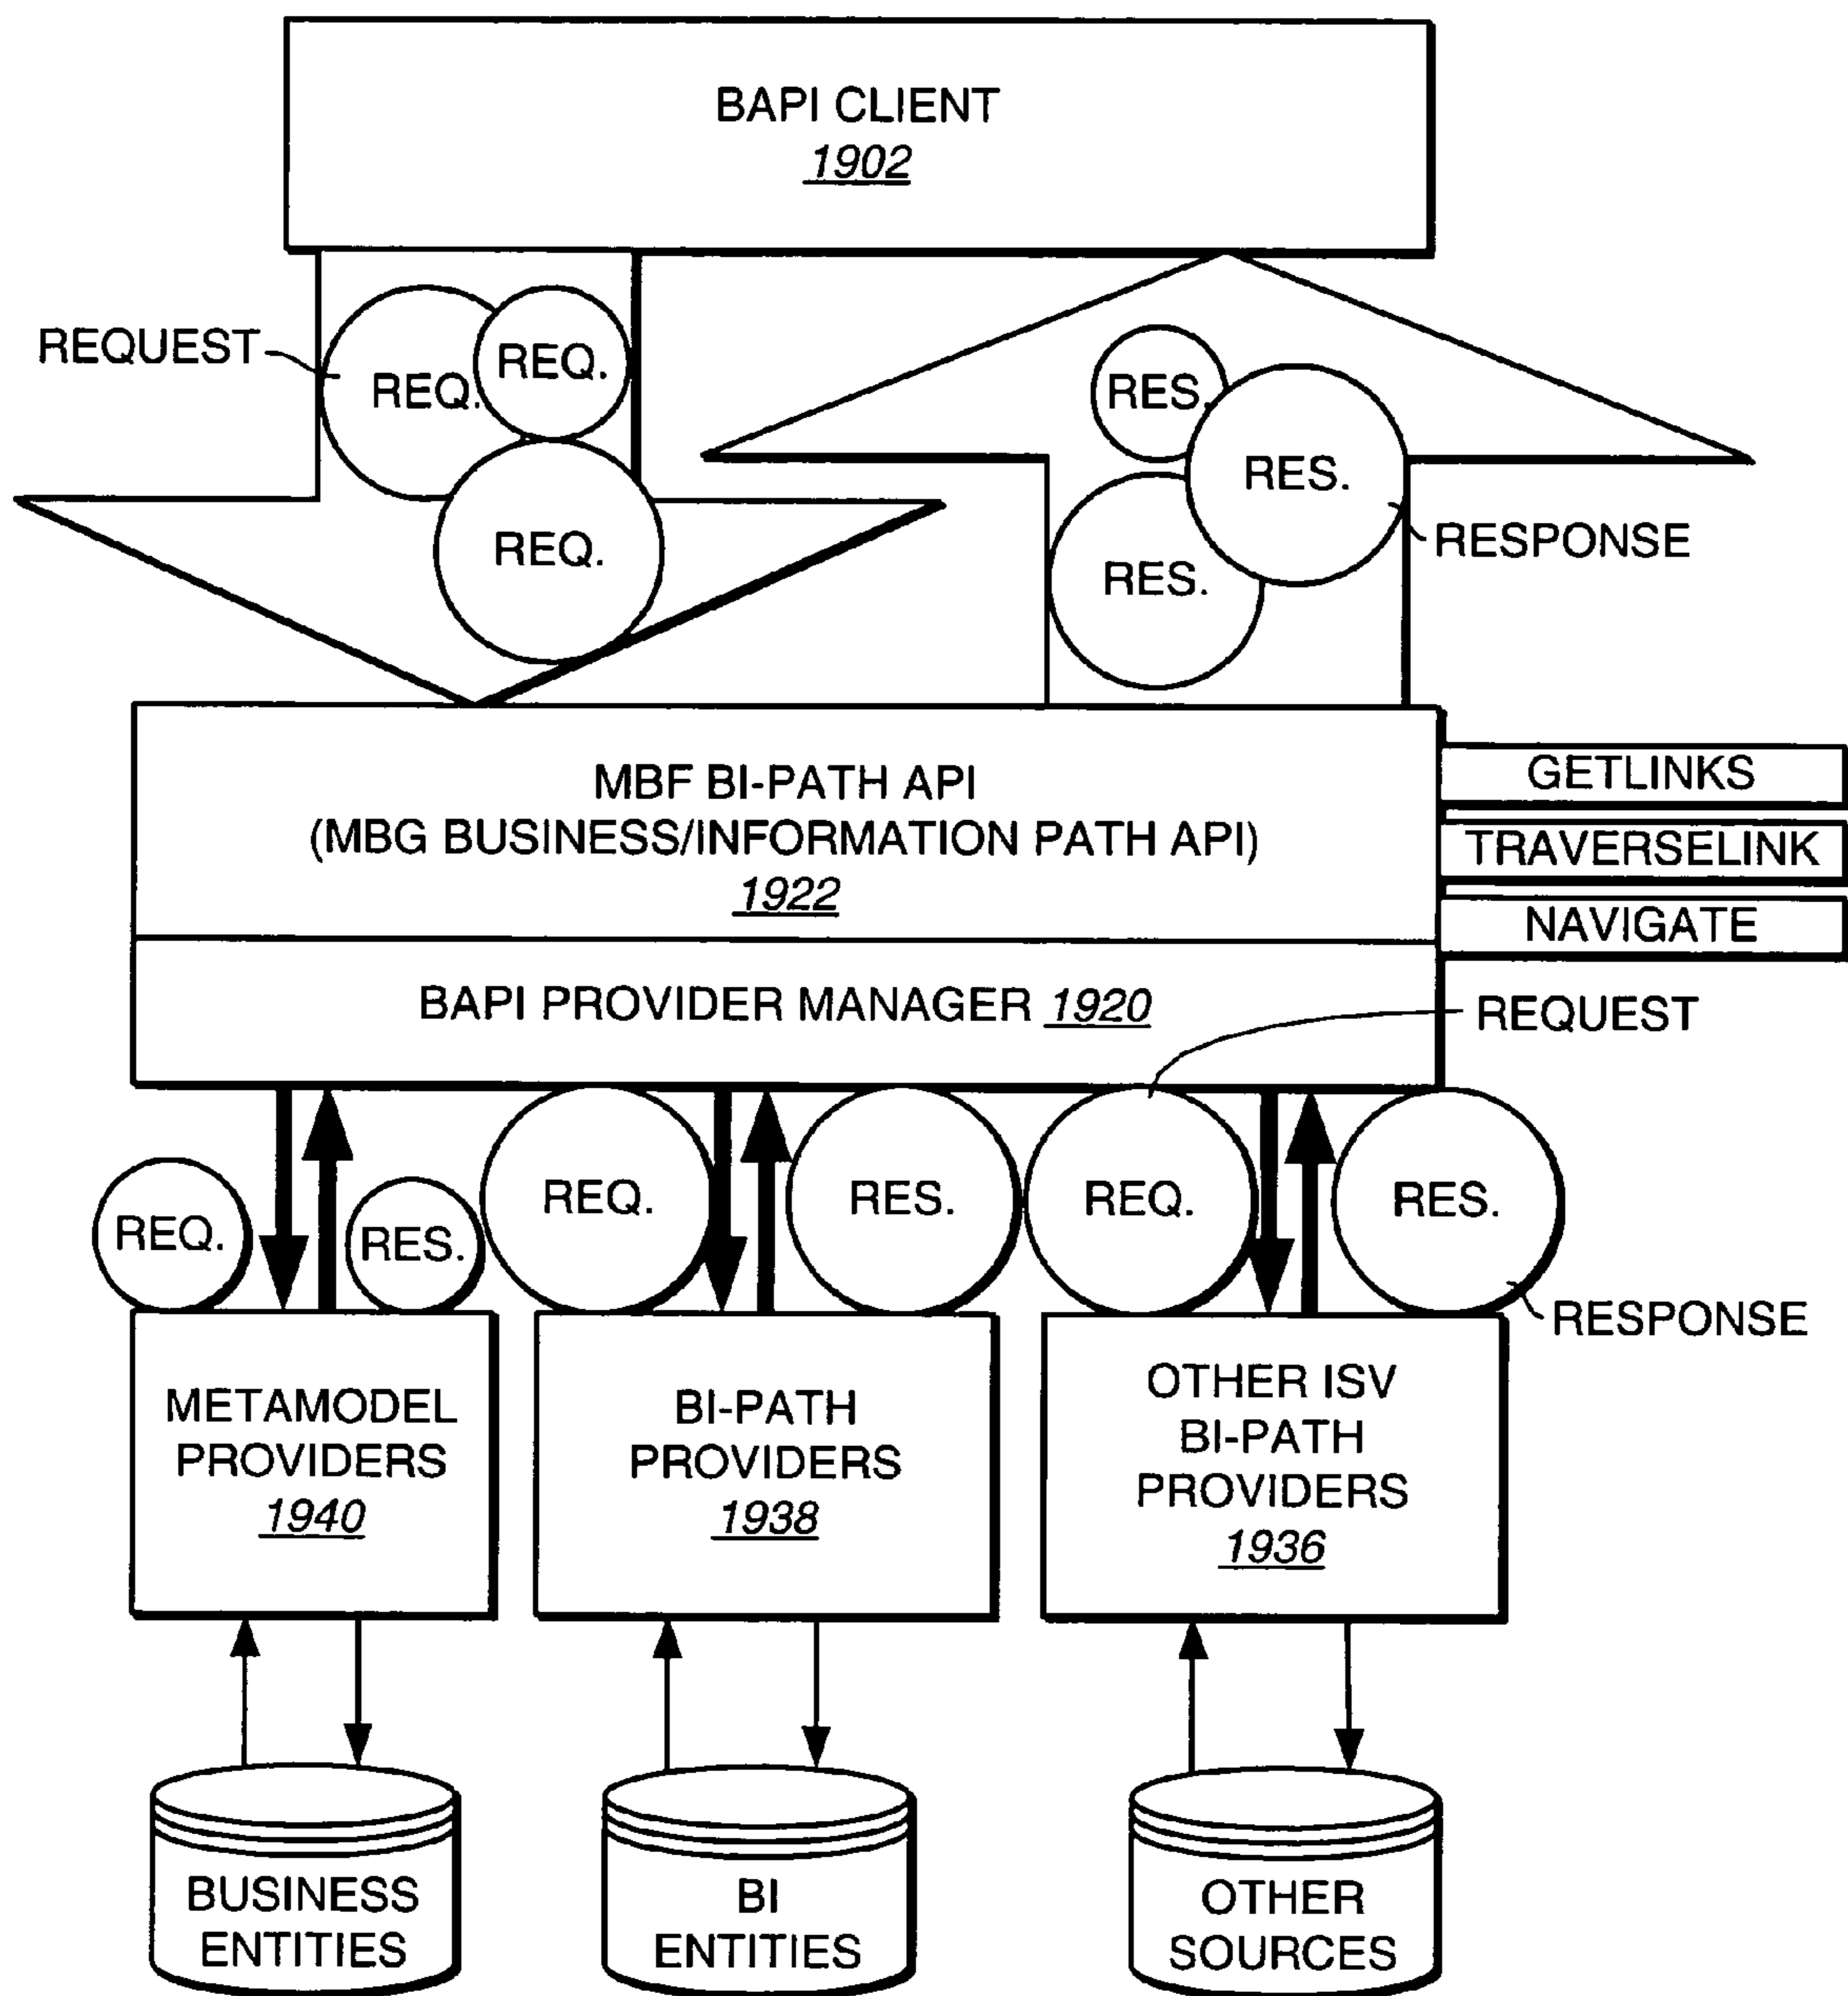 BAPI CLIENT
1902
REQUEST
REQ.
REQ.
REQ.
RES.
RES.
RES.
RESPONSE
MBF BI-PATH API
(MBG BUSINESS/INFORMATION PATH API)
1922
GETLINKS
TRAVERSELINK
NAVIGATE
BAPI PROVIDER MANAGER 1920
REQUEST
REQ.
RES.
REQ.
RES.
REQ.
RES.
RESPONSE
METAMODEL
PROVIDERS
1940
BI-PATH
PROVIDERS
1938
OTHER ISV
BI-PATH
PROVIDERS
1936
BUSINESS
ENTITIES
BI
ENTITIES
OTHER
SOURCES